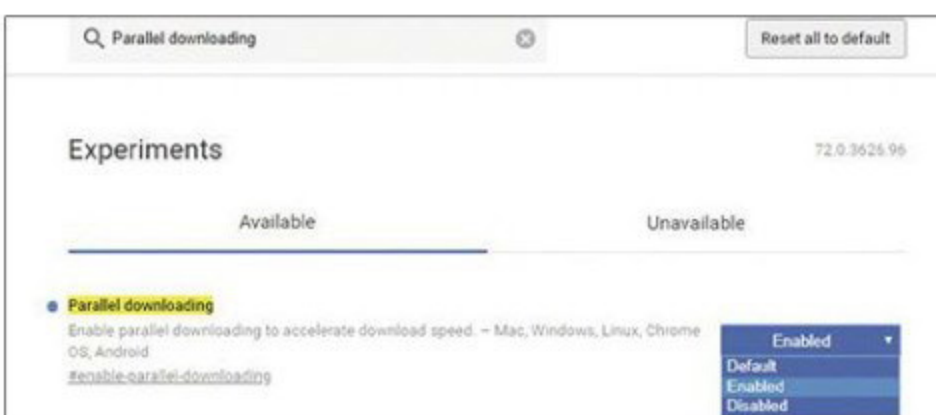 Parallel downloading
Reset all to default
Experiments
72.0.3626.96
Available
Unavailable
Parallel downloading
Enable parallel downloading to accelerate download speed. – Mac, Windows, Linux, Chrome
OS, Android
#enable-parallel-downloading
Enabled
Default
Enabled
Disabled